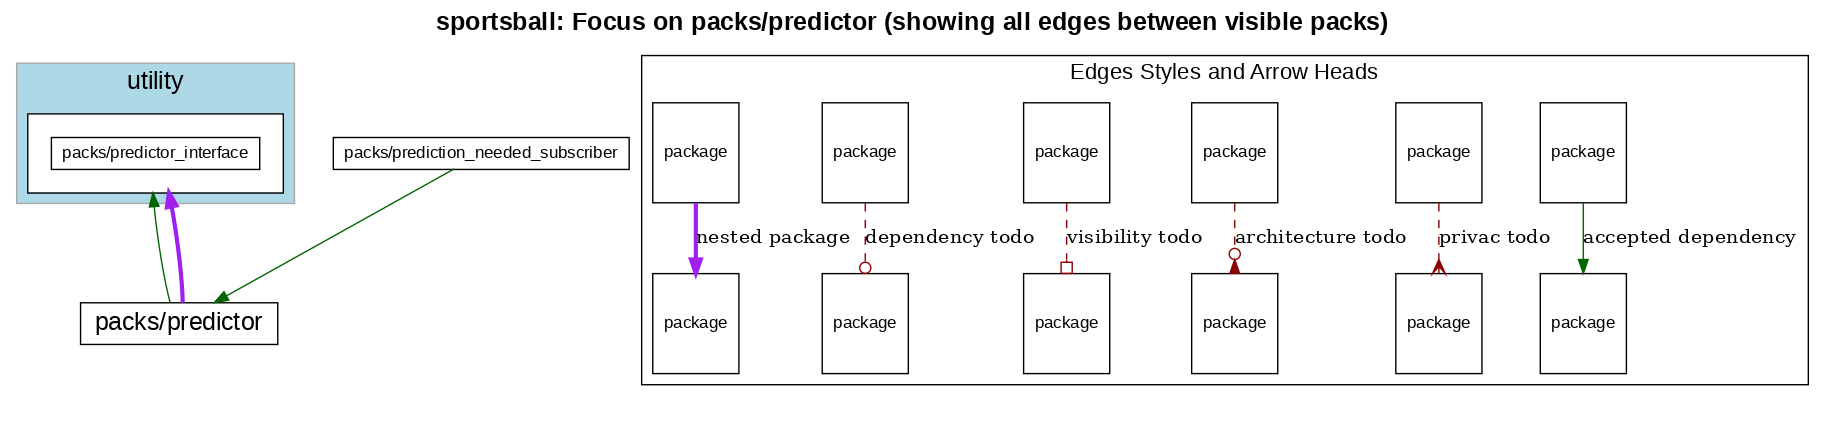 sportsball: Focus on packs/predictor (showing all edges between visible packs)
utility
packs/predictor_interface
packs/prediction_needed_subscriber
packs/predictor
Edges Styles and Arrow Heads
package package package package package package
nested package dependency todo visibility todo architecture todo privac todo accepted dependency
package package package package package package